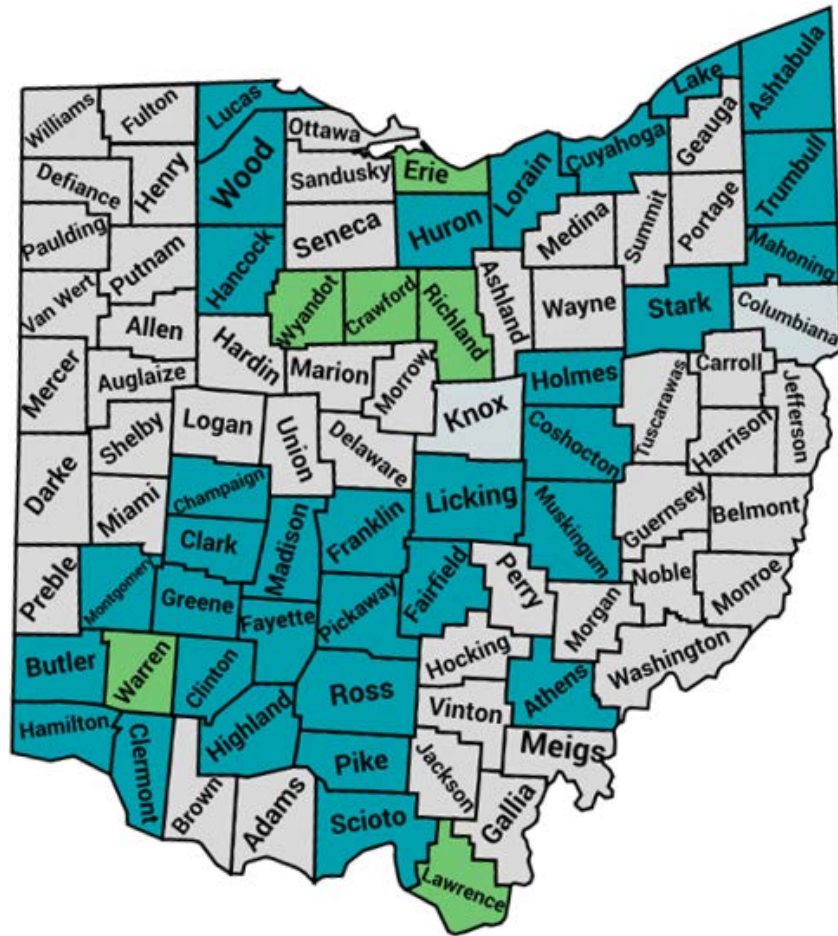 Williams
Fulton
Lucas
Ottawa
Lake
Ashtabula
Geauga
Cuyahoga
Defiance
Henry
Wood
Sandusky
Erie
Lorain
Trumbull
Paulding
Putnam
Hancock
Seneca
Huron
Medina
Summit
Portage
Mahoning
Van Wert
Allen
Wyandot
Crawford
Richland
Ashland
Wayne
Stark
Columbiana
Mercer
Auglaize
Hardin
Marion
Morrow
Knox
Holmes
Tuscarawas
Carroll
Jefferson
Shelby
Logan
Union
Delaware
Coshocton
Harrison
Darke
Miami
Champaign
Clark
Madison
Franklin
Licking
Muskingum
Guernsey
Belmont
Preble
Montgomery
Greene
Fayette
Pickaway
Fairfield
Perry
Morgan
Noble
Monroe
Butler
Warren
Clinton
Ross
Hocking
Athens
Washington
Hamilton
Clermont
Highland
Pike
Vinton
Meigs
Brown
Adams
Scioto
Jackson
Gallia
Lawrence